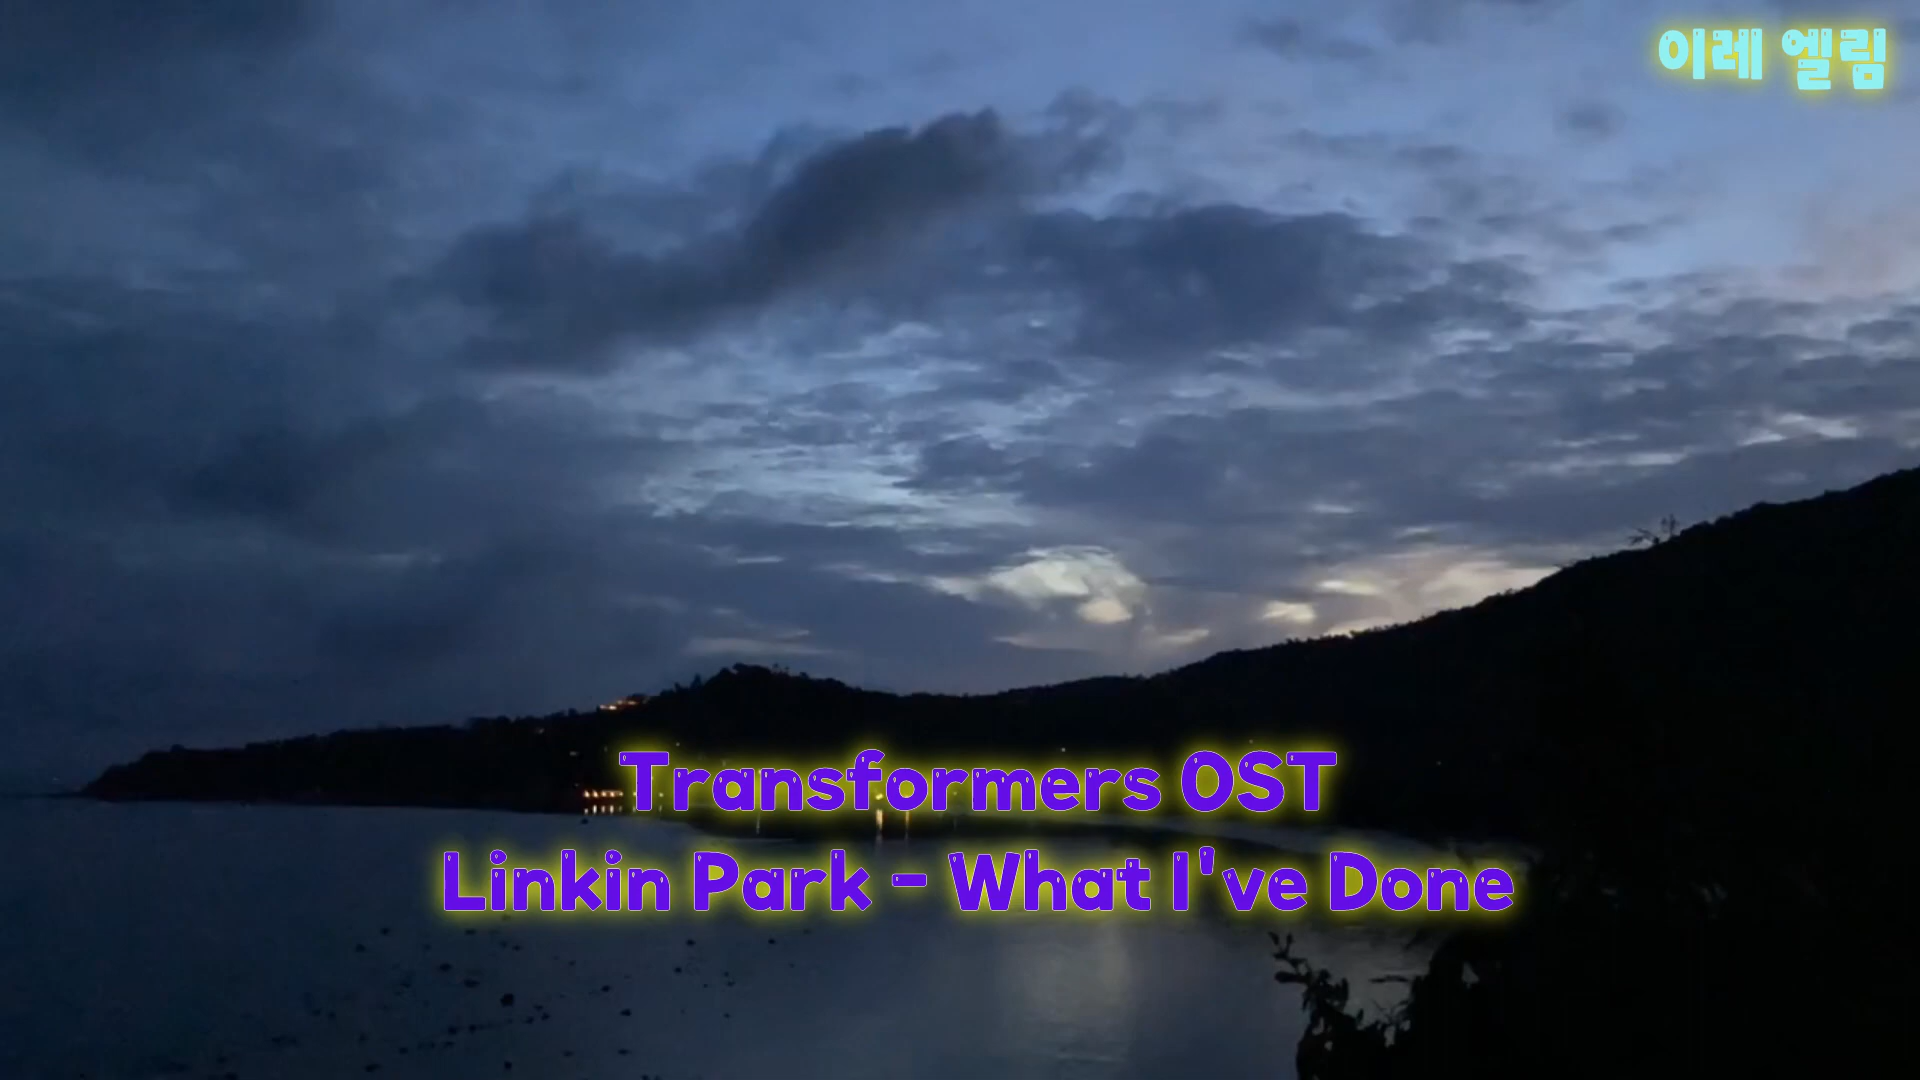 이레 엘림
Transformers OST
Linkin Park - What I've Done